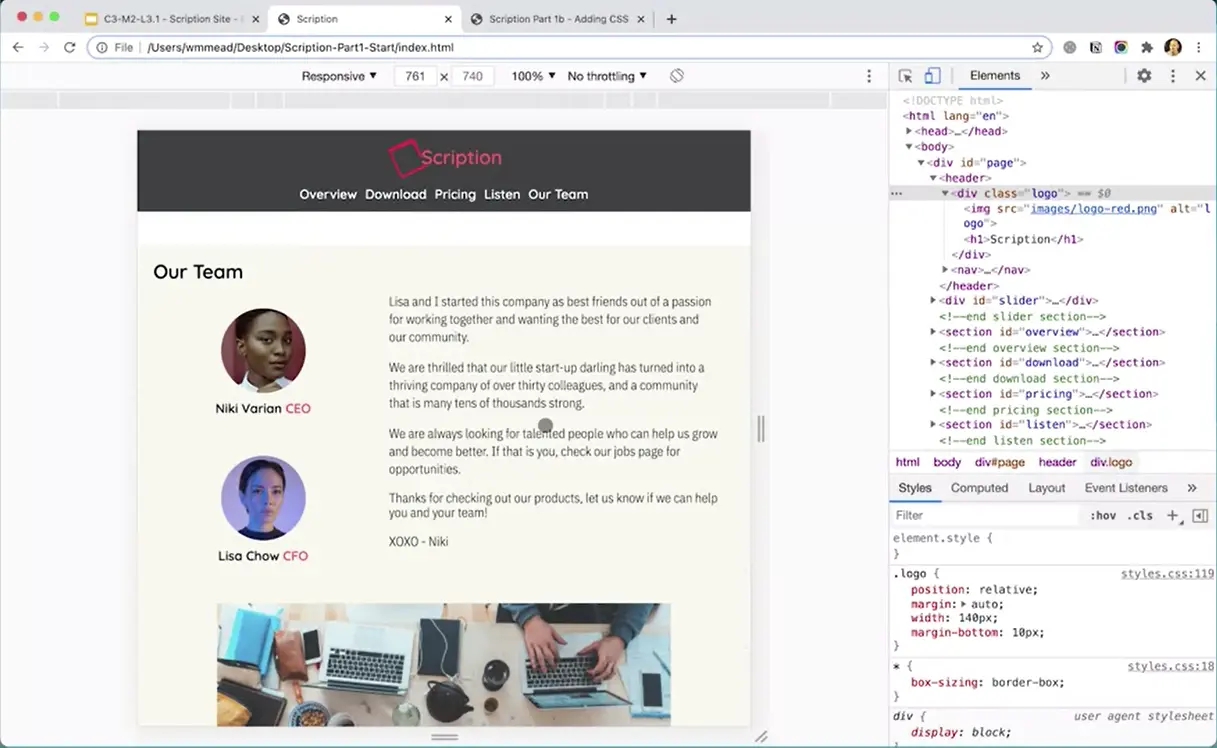 C3-M2-L3.1 - Scription Site -
Scription
Scription Part 1b - Adding CSS
File | /Users/wmmead/Desktop/Scription-Part1-Start/index.html
Responsive 761 × 740 100% No throttling
Elements
<!DOCTYPE html>
<html lang="en">
<head>…</head>
<body>
<div id="page">
<header>
<div class="logo"> == $0
<img src="images/logo-red.png" alt="l
ogo">
<h1>Scription</h1>
</div>
<nav>…</nav>
</header>
<div id="slider">…</div>
<!--end slider section-->
<section id="overview">…</section>
<!--end overview section-->
<section id="download">…</section>
<!--end download section-->
<section id="pricing">…</section>
<!--end pricing section-->
<section id="listen">…</section>
<!--end listen section-->
html body div#page header div.logo
Styles Computed Layout Event Listeners
Filter :hov .cls
element.style {
}
.logo { styles.css:119
position: relative;
margin: auto;
width: 140px;
margin-bottom: 10px;
}
* { styles.css:18
box-sizing: border-box;
}
div { user agent stylesheet
display: block;
Scription
Overview Download Pricing Listen Our Team
Our Team
Niki Varian CEO
Lisa Chow CFO
Lisa and I started this company as best friends out of a passion
for working together and wanting the best for our clients and
our community.
We are thrilled that our little start-up darling has turned into a
thriving company of over thirty colleagues, and a community
that is many tens of thousands strong.
We are always looking for talented people who can help us grow
and become better. If that is you, check our jobs page for
opportunities.
Thanks for checking out our products, let us know if we can help
you and your team!
XOXO - Niki